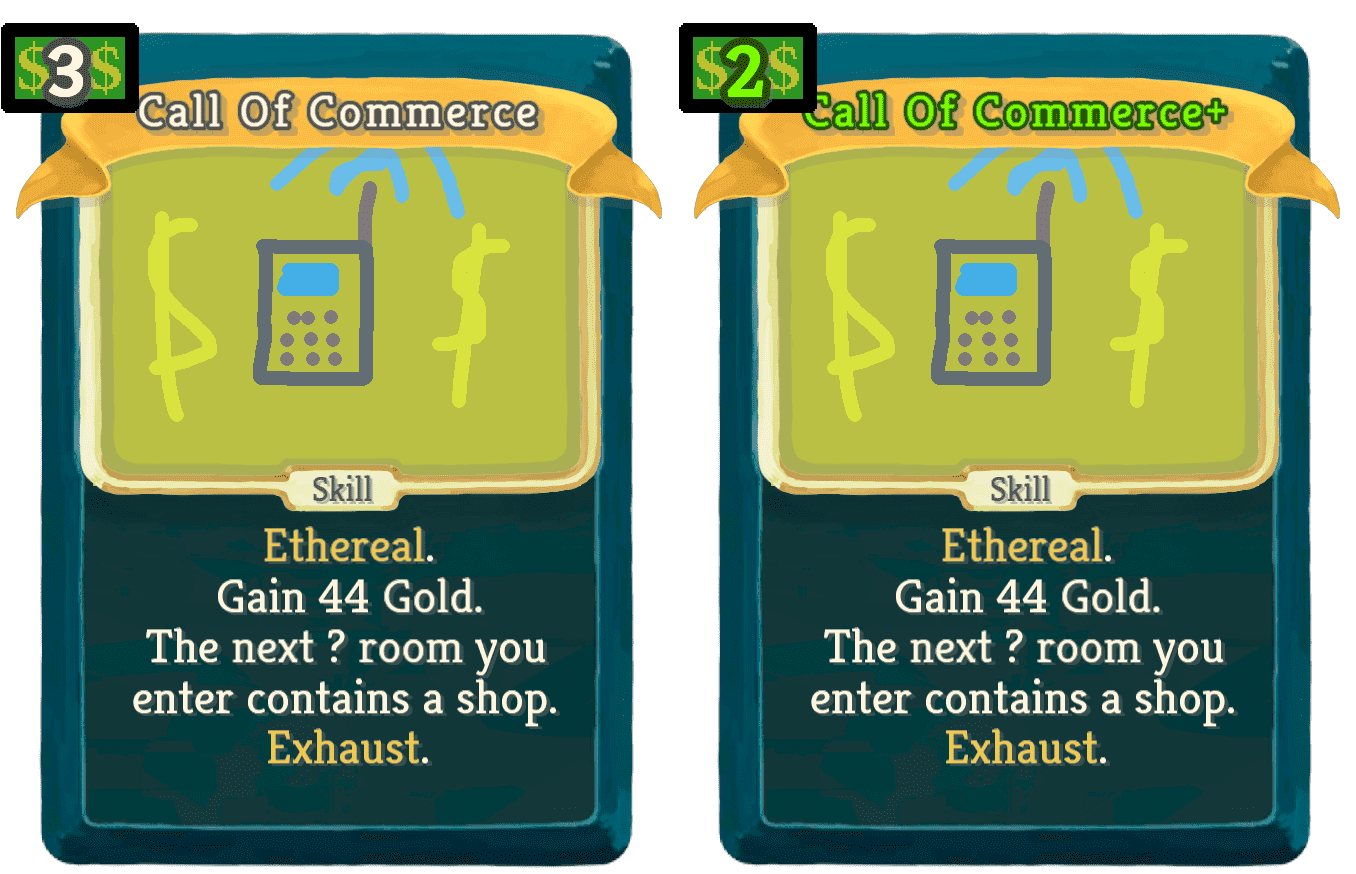 $3$
Call Of Commerce
$ $
Skill
Ethereal.
Gain 44 Gold.
The next ? room you
enter contains a shop.
Exhaust.
$2$
Call Of Commerce+
$ $
Skill
Ethereal.
Gain 44 Gold.
The next ? room you
enter contains a shop.
Exhaust.